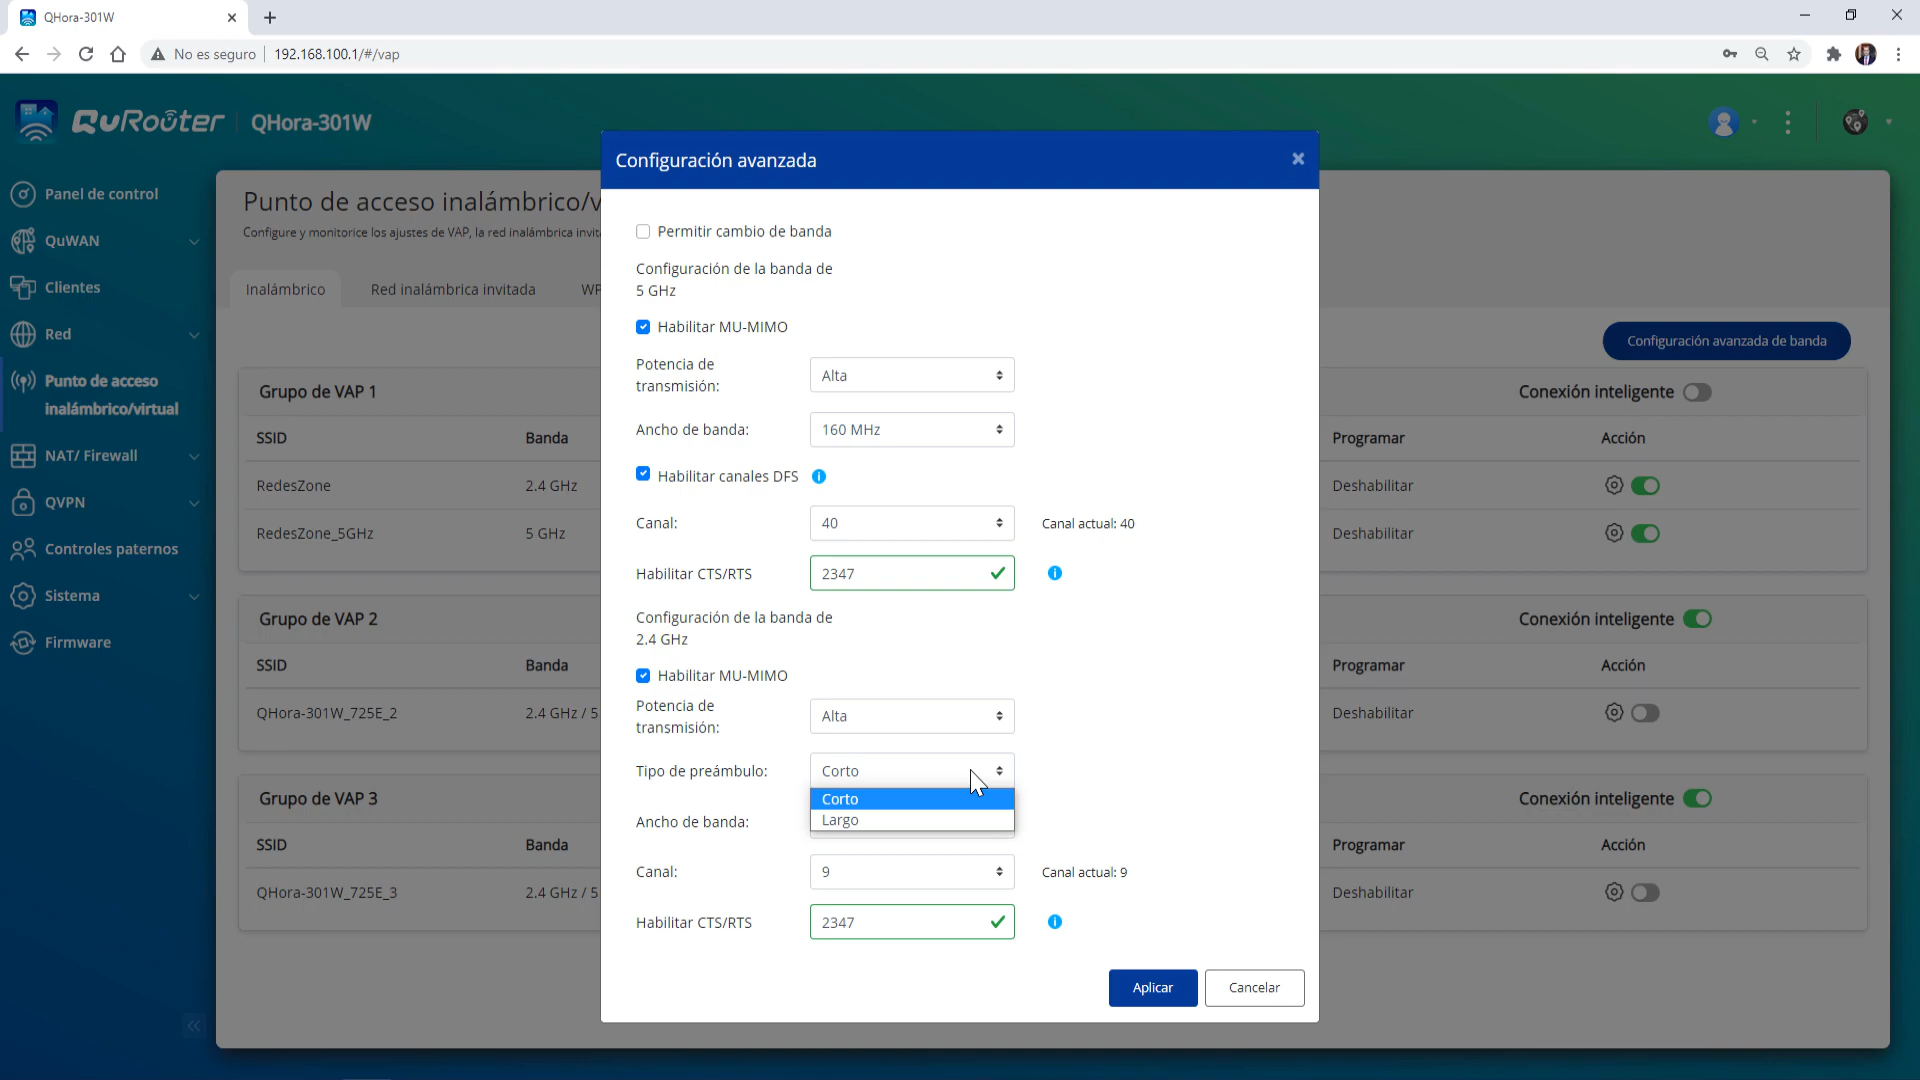 QHora-301W
No es seguro
192.168.100.1/#/vap
QuRouter
QHora-301W
Panel de control
QuWAN
Clientes
Red
Punto de acceso
inalámbrico/virtual
NAT/ Firewall
QVPN
Controles paternos
Sistema
Firmware
Punto de acceso inalámbrico/v
Configure y monitorice los ajustes de VAP, la red inalámbrica invita
Inalámbrico
Red inalámbrica invitada
WP
Configuración avanzada de banda
Grupo de VAP 1
Conexión inteligente
SSID
Banda
Programar
Acción
RedesZone
2.4 GHz
Deshabilitar
RedesZone_5GHz
5 GHz
Deshabilitar
Grupo de VAP 2
Conexión inteligente
SSID
Banda
Programar
Acción
QHora-301W_725E_2
2.4 GHz / 5
Deshabilitar
Grupo de VAP 3
Conexión inteligente
SSID
Banda
Programar
Acción
QHora-301W_725E_3
2.4 GHz / 5
Deshabilitar
Configuración avanzada
Permitir cambio de banda
Configuración de la banda de
5 GHz
Habilitar MU-MIMO
Potencia de
transmisión:
Alta
Ancho de banda:
160 MHz
Habilitar canales DFS
Canal:
40
Canal actual: 40
Habilitar CTS/RTS
2347
Configuración de la banda de
2.4 GHz
Habilitar MU-MIMO
Potencia de
transmisión:
Alta
Tipo de preámbulo:
Corto
Corto
Largo
Ancho de banda:
Canal:
9
Canal actual: 9
Habilitar CTS/RTS
2347
Aplicar
Cancelar